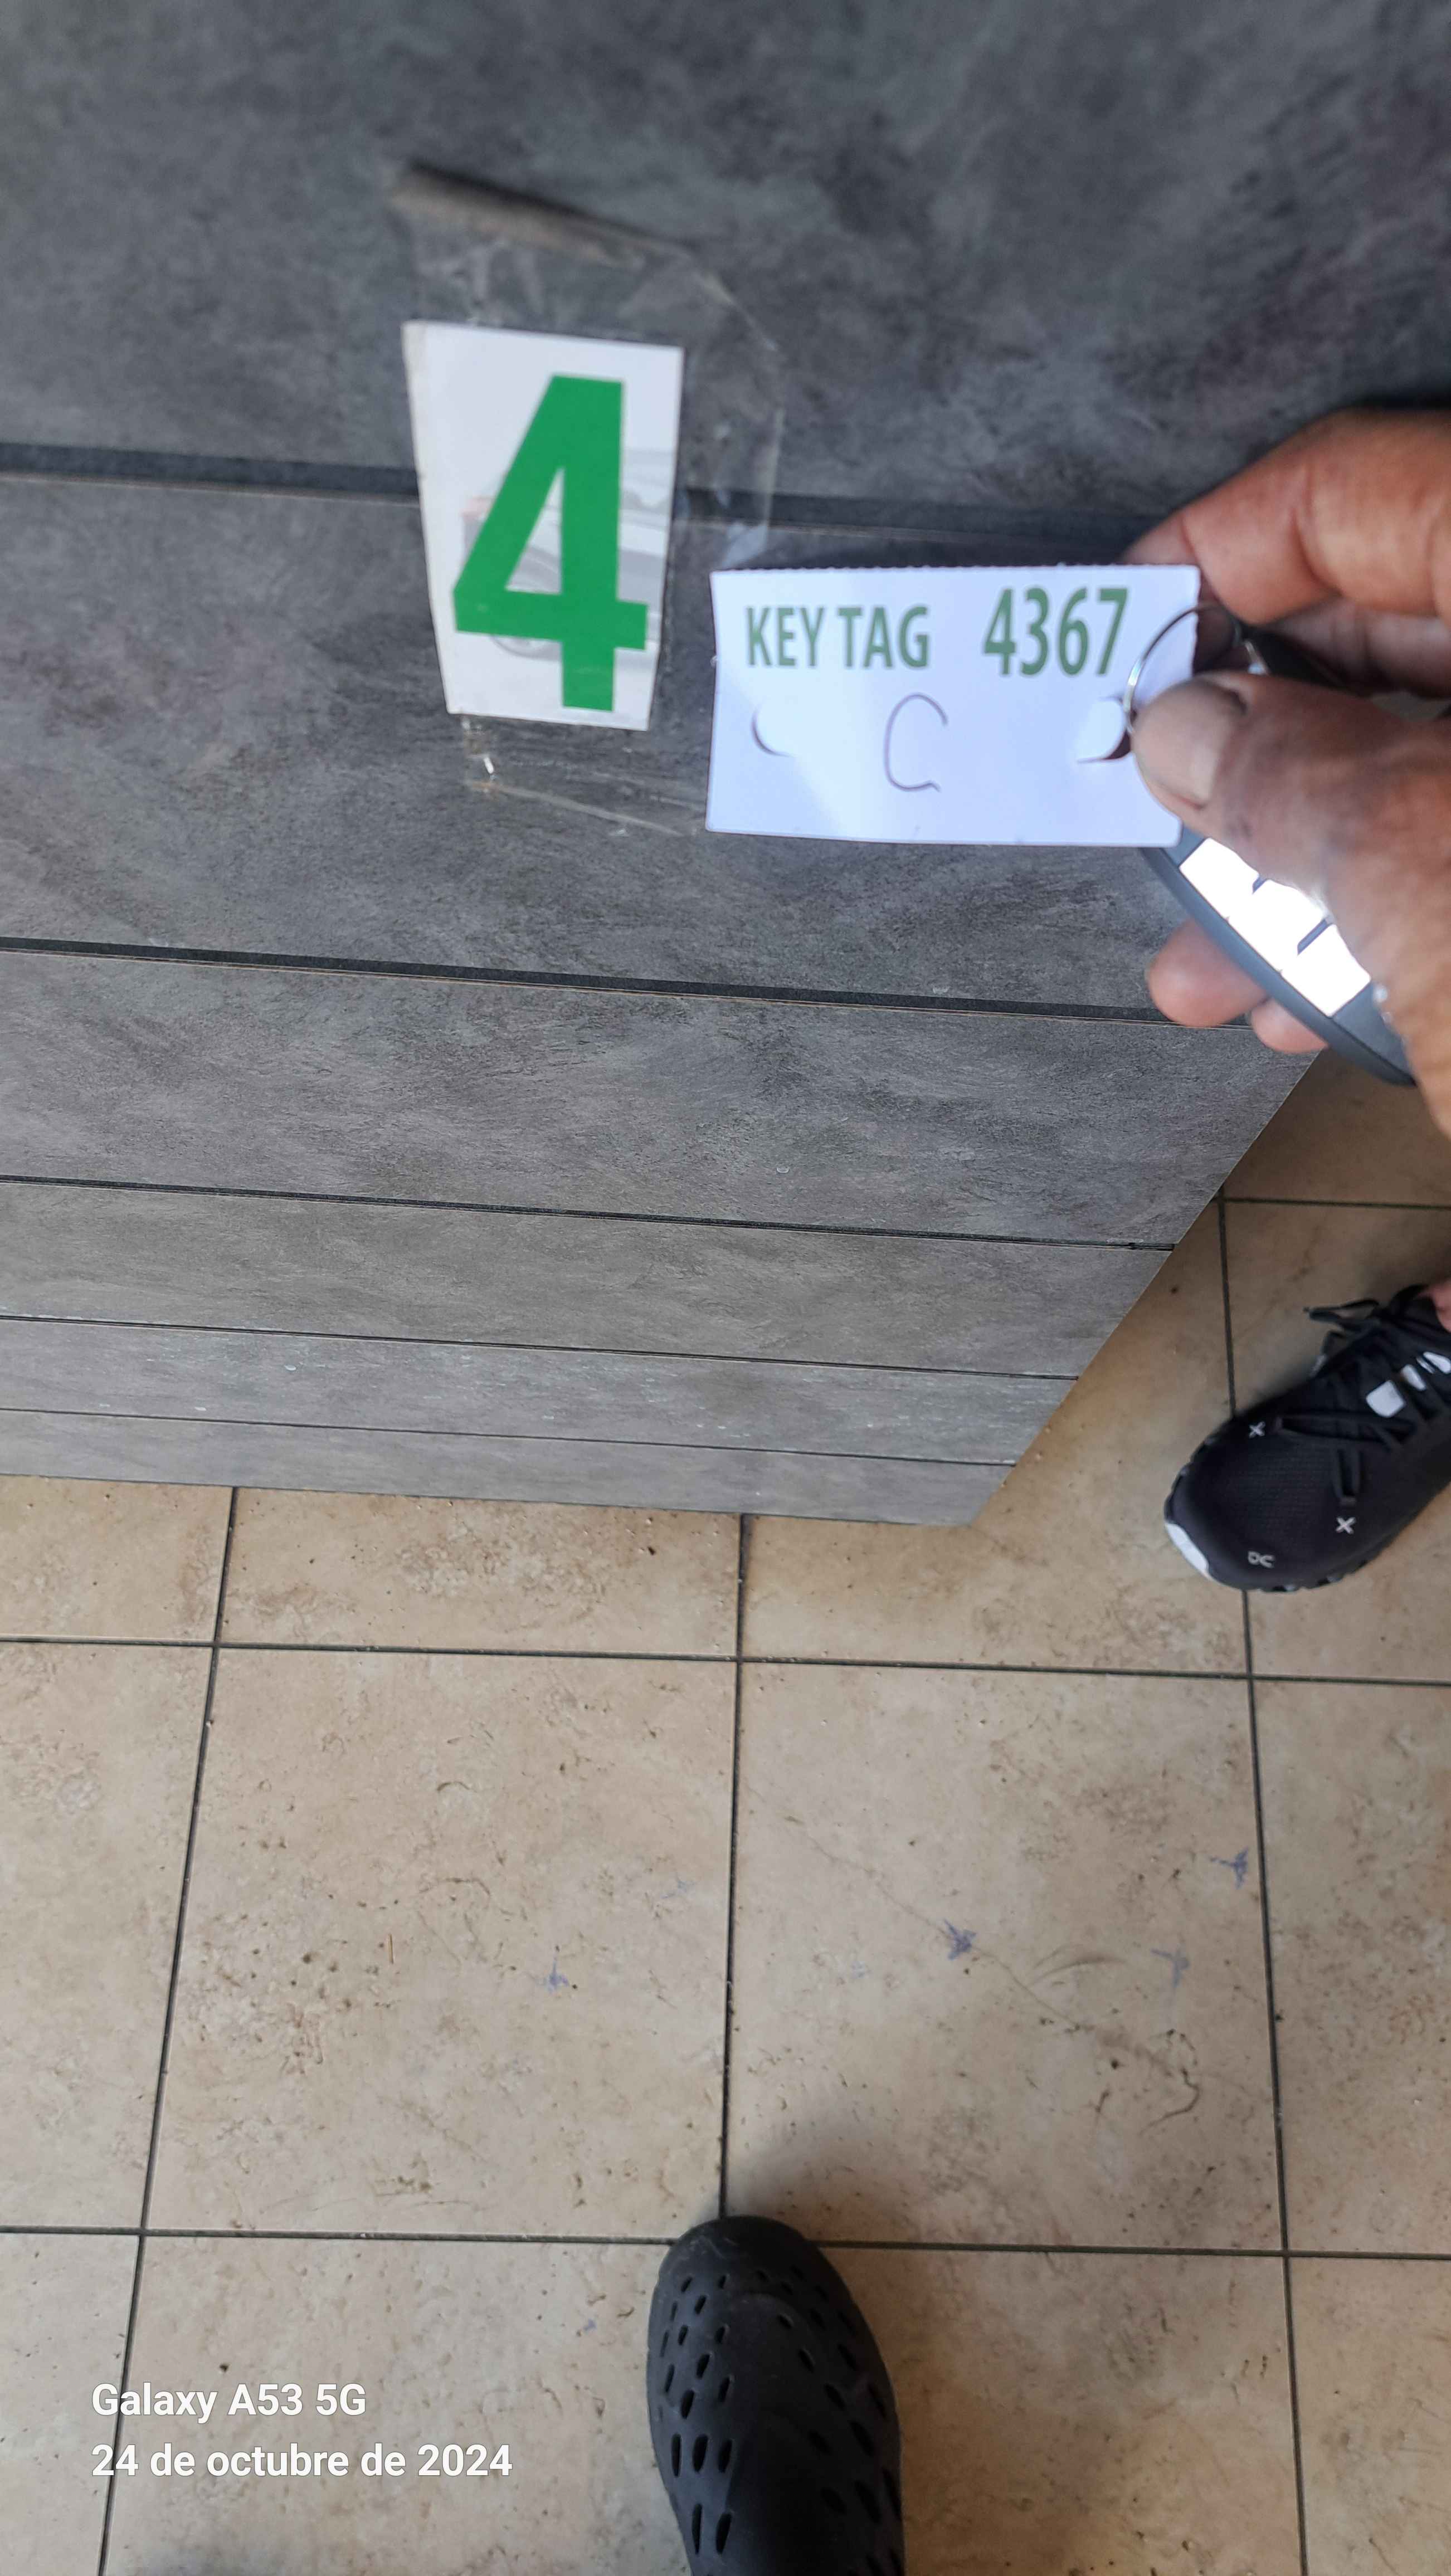 4
KEY TAG 4367
C
Galaxy A53 5G
24 de octubre de 2024